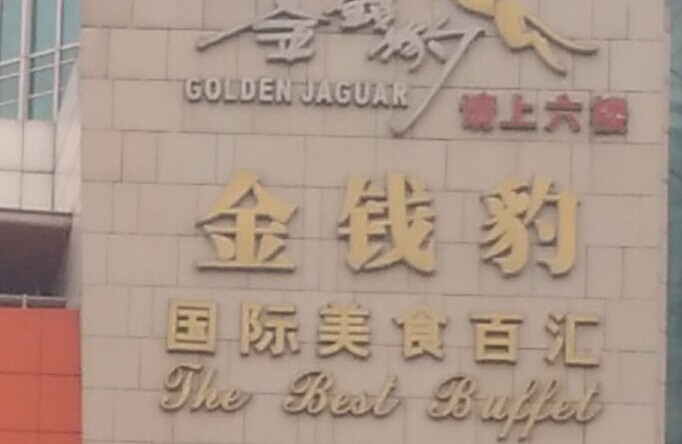 金钱豹
GOLDEN JAGUAR
请上六楼
金钱豹
国际美食百汇
The Best Buffet